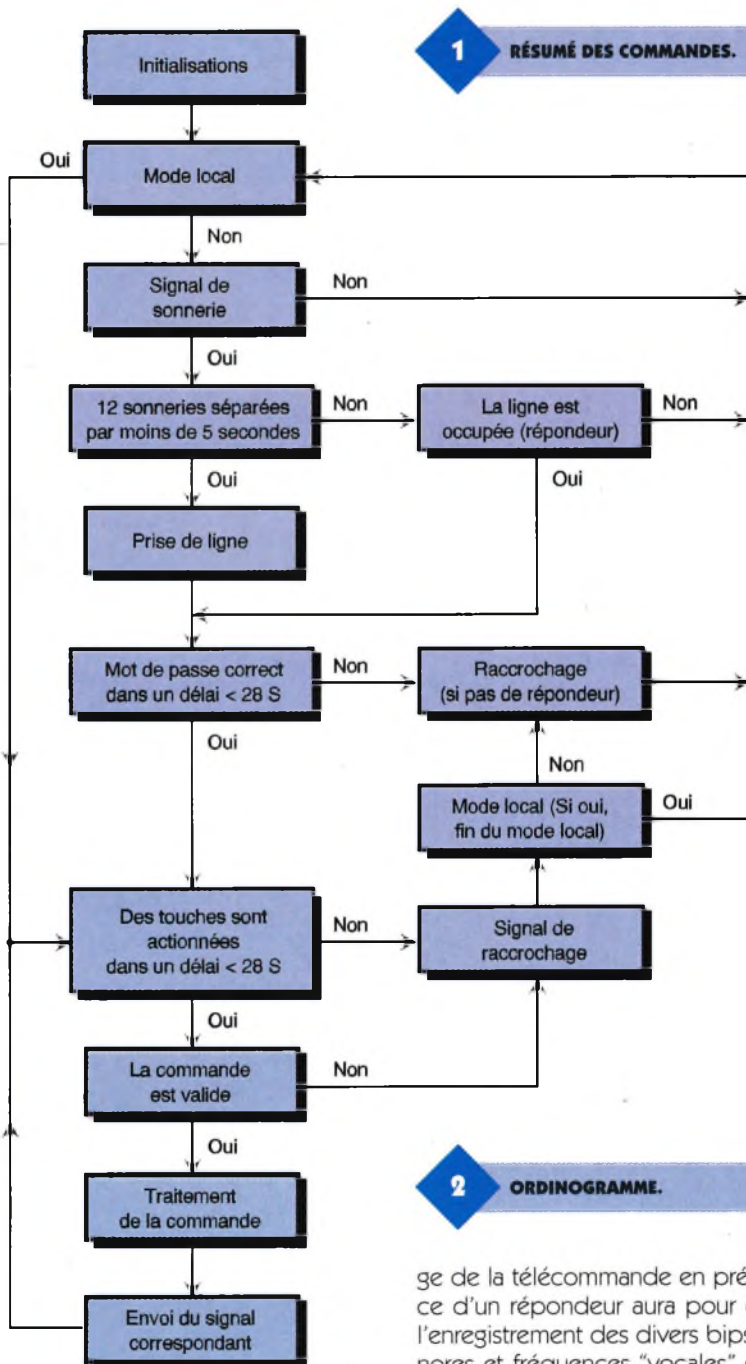 1 RÉSUMÉ DES COMMANDES.
Initialisations
Oui
Mode local
Non
Signal de
sonnerie
Non
Oui
12 sonneries séparées
par moins de 5 secondes
Non
La ligne est
occupée (répondeur)
Non
Oui
Oui
Prise de ligne
Mot de passe correct
dans un délai < 28 S
Non
Raccrochage
(si pas de répondeur)
Oui
Non
Mode local (Si oui,
fin du mode local)
Oui
Des touches sont
actionnées
dans un délai < 28 S
Non
Signal de
raccrochage
Oui
La commande
est valide
Non
Oui
Traitement
de la commande
Envoi du signal
correspondant
2 ORDINOGRAMME.
ge de la télécommande en pré
ce d'un répondeur aura pour
l'enregistrement des divers bips
nores et fréquences "vocales"